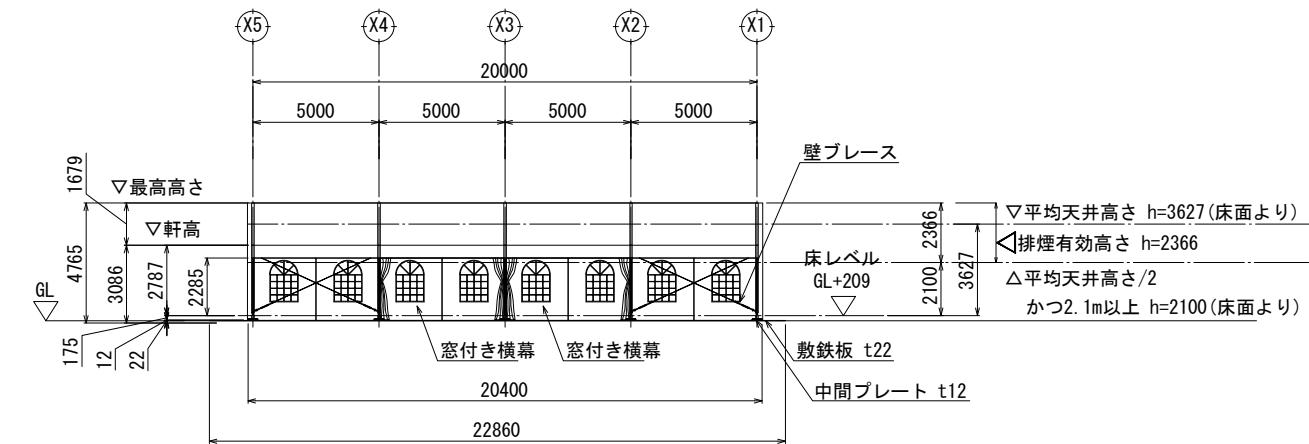 X5 X4 X3 X2 X1
20000
5000 5000 5000 5000
壁ブレース
1679
▽最高高さ
▽軒高
4765
3086
2787
2285
GL
175
12
22
床レベル
GL+209
2366
2100
3627
▽平均天井高さ h=3627(床面より)
排煙有効高さ h=2366
△平均天井高さ/2
かつ2.1m以上 h=2100(床面より)
窓付き横幕 窓付き横幕
敷鉄板 t22
中間プレート t12
20400
22860